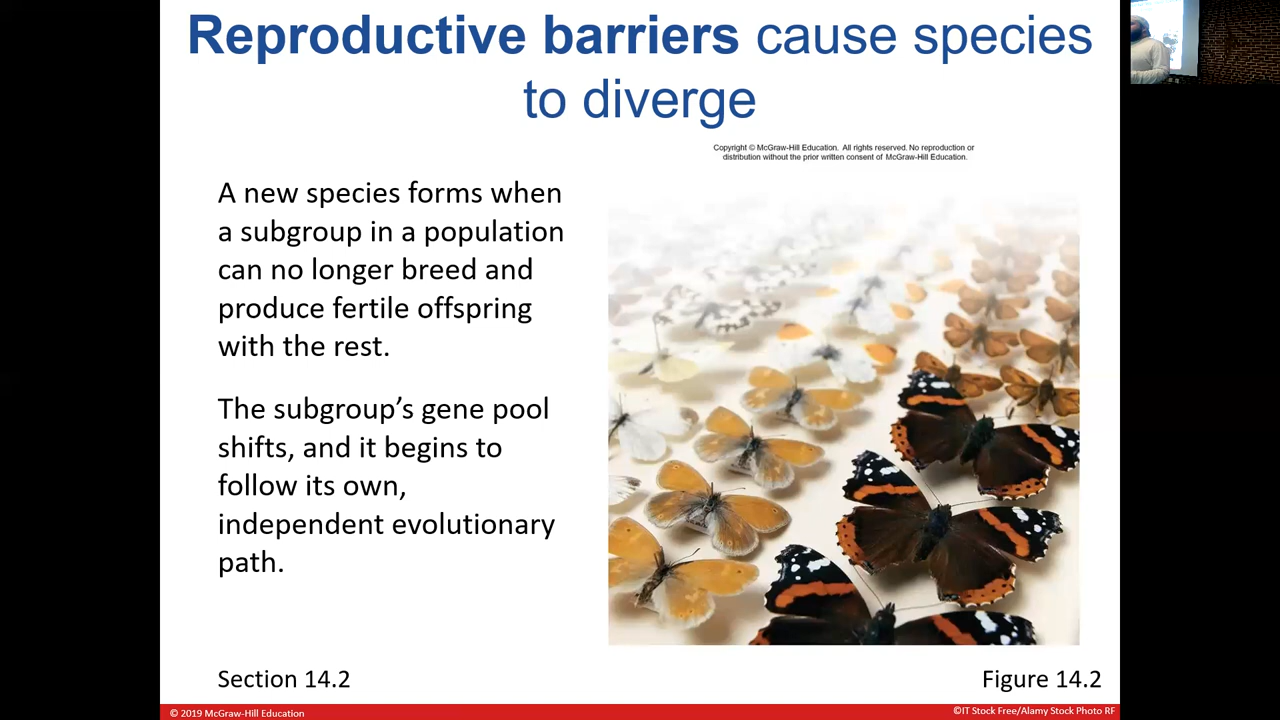 Reproductive barriers cause species
to diverge
Copyright © McGraw-Hill Education. All rights reserved. No reproduction or
distribution without the prior written consent of McGraw-Hill Education.
A new species forms when
a subgroup in a population
can no longer breed and
produce fertile offspring
with the rest.
The subgroup’s gene pool
shifts, and it begins to
follow its own,
independent evolutionary
path.
Section 14.2
Figure 14.2
© 2019 McGraw-Hill Education
©IT Stock Free/Alamy Stock Photo RF